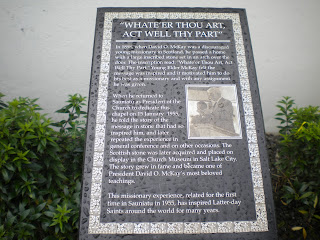 "WHATE'ER THOU ART,
ACT WELL THY PART"
In 1898, when David O. McKay was a discouraged
young missionary in Scotland, he passed a home
with a large inscribed stone set in an arch over the
door. The inscription read: "Whate'er Thou Art, Act
Well Thy Part." Young Elder McKay felt the
message was inspired and it motivated him to do
his best as a missionary and with any assignment
he was given.
When he returned to
Sauniatu as President of the
Church to dedicate this
chapel on 15 January, 1955,
he told the story of the
message in stone that had so
inspired him, and later
repeated the experience in
general conference and on other occasions. The
Scottish stone was later acquired and placed on
display in the Church Museum in Salt Lake City.
The story grew in fame and became one of
President David O. McKay's most beloved
teachings.
This missionary experience, related for the first
time in Sauniatu in 1955, has inspired Latter-day
Saints around the world for many years.